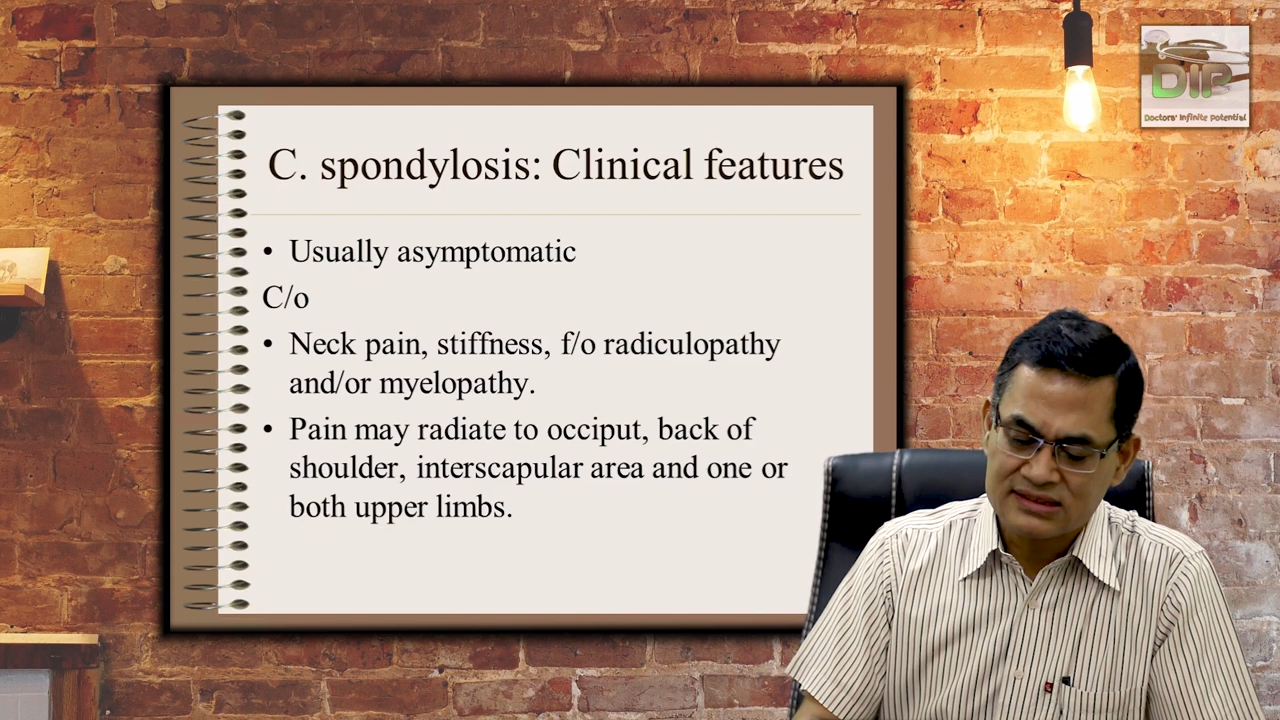 C. spondylosis: Clinical features
• Usually asymptomatic
C/o
• Neck pain, stiffness, f/o radiculopathy
and/or myelopathy.
• Pain may radiate to occiput, back of
shoulder, interscapular area and one or
both upper limbs.
DIP
Doctors' Infinite Potential